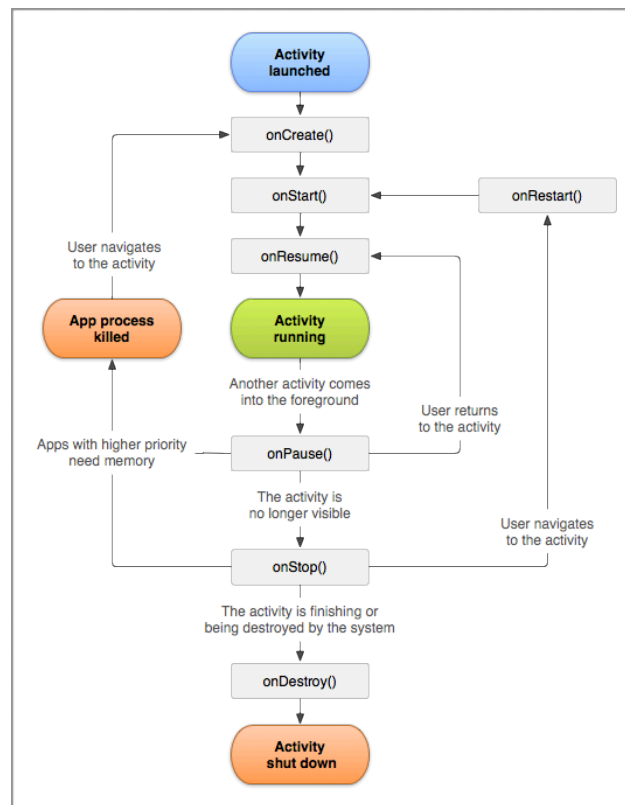 Activity
launched
onCreate()
onStart()
onRestart()
User navigates
to the activity
onResume()
App process
killed
Activity
running
Another activity comes
into the foreground
User returns
to the activity
Apps with higher priority
need memory
onPause()
The activity is
no longer visible
User navigates
to the activity
onStop()
The activity is finishing or
being destroyed by the system
onDestroy()
Activity
shut down